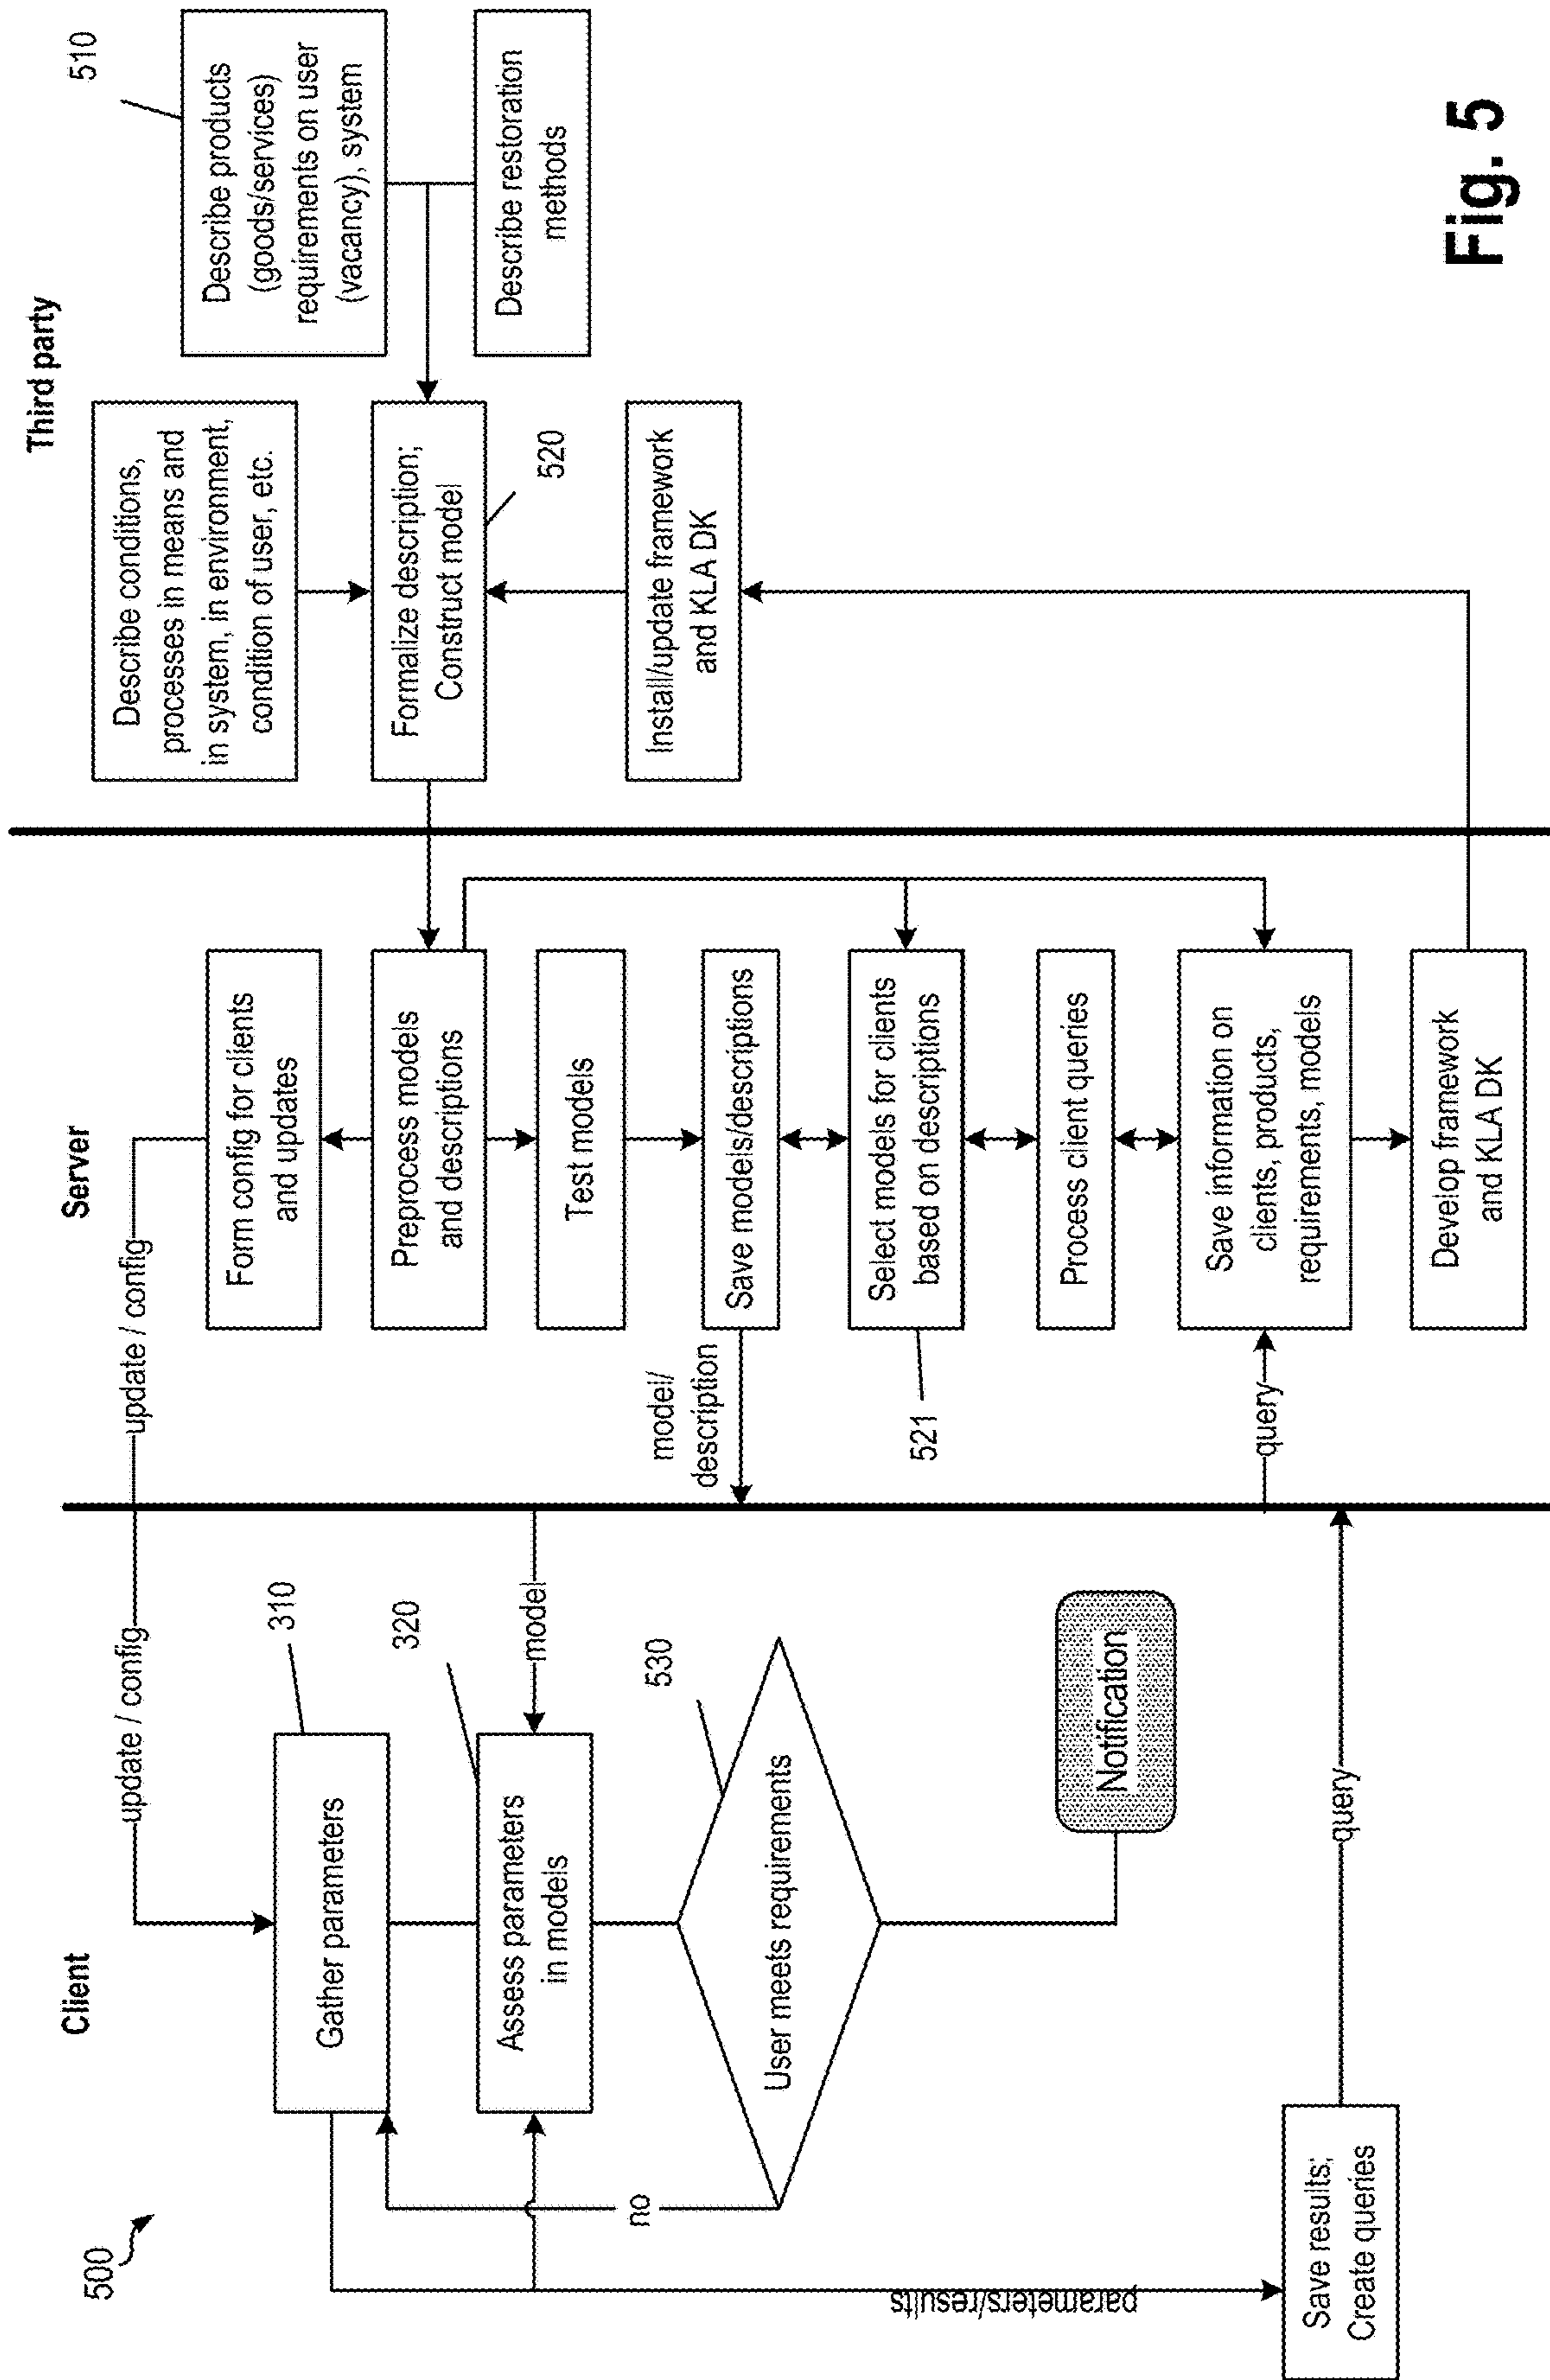 500
Client
update / config
Gather parameters
310
Assess parameters
in models
320
model
User meets requirements
530
no
Notification
parameters/results
Save results;
Create queries
query
Server
update / config
Form config for clients
and updates
Preprocess models
and descriptions
Test models
Save models/descriptions
model/
description
Select models for clients
based on descriptions
521
Process client queries
Save information on
clients, products,
requirements, models
query
Develop framework
and KLA DK
Third party
Describe conditions,
processes in means and
in system, in environment,
condition of user, etc.
Formalize description;
Construct model
520
Install/update framework
and KLA DK
Describe products
(goods/services)
requirements on user
(vacancy), system
510
Describe restoration
methods
Fig. 5